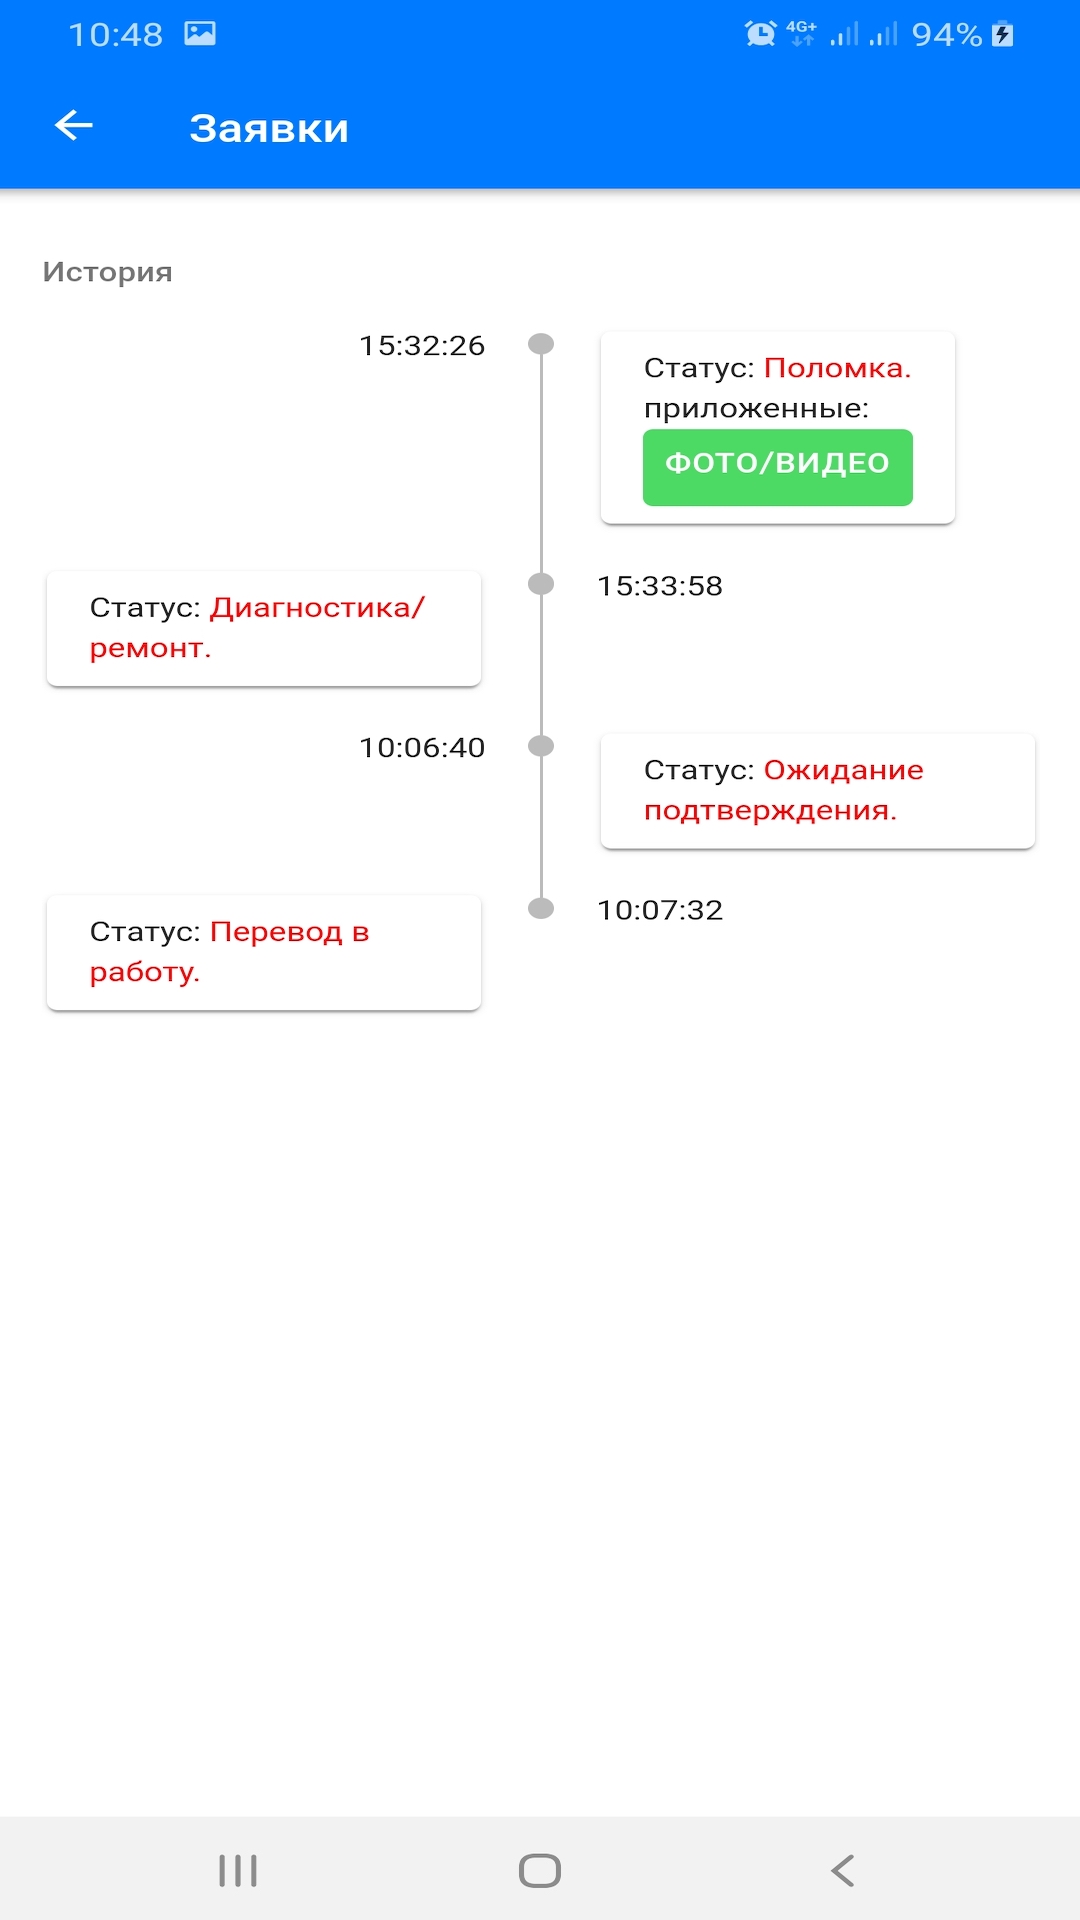 10:48 4G+ 94%
Заявки
История
15:32:26
Статус: Поломка.
приложенные:
ФОТО/ВИДЕО
15:33:58
Статус: Диагностика/
ремонт.
10:06:40
Статус: Ожидание
подтверждения.
10:07:32
Статус: Перевод в
работу.